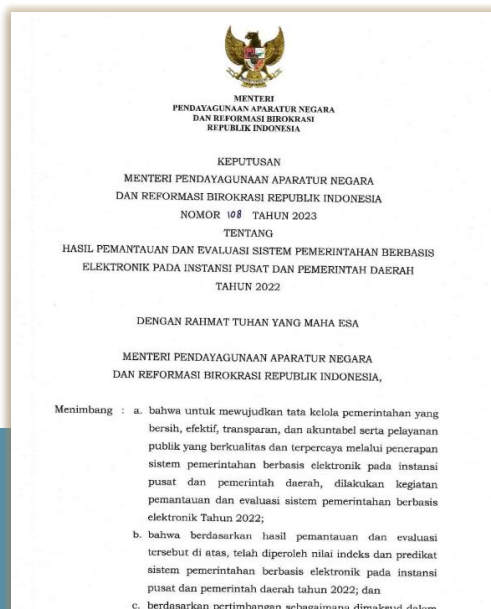 MENTERI
PENDAYAGUNAAN APARATUR NEGARA
DAN REFORMASI BIROKRASI
REPUBLIK INDONESIA
KEPUTUSAN
MENTERI PENDAYAGUNAAN APARATUR NEGARA
DAN REFORMASI BIROKRASI REPUBLIK INDONESIA
NOMOR 108 TAHUN 2023
TENTANG
HASIL PEMANTAUAN DAN EVALUASI SISTEM PEMERINTAHAN BERBASIS
ELEKTRONIK PADA INSTANSI PUSAT DAN PEMERINTAH DAERAH
TAHUN 2022
DENGAN RAHMAT TUHAN YANG MAHA ESA
MENTERI PENDAYAGUNAAN APARATUR NEGARA
DAN REFORMASI BIROKRASI REPUBLIK INDONESIA,
Menimbang : a. bahwa untuk mewujudkan tata kelola pemerintahan yang
bersih, efektif, transparan, dan akuntabel serta pelayanan
publik yang berkualitas dan terpercaya melalui penerapan
sistem pemerintahan berbasis elektronik pada instansi
pusat dan pemerintah daerah, dilakukan kegiatan
pemantauan dan evaluasi sistem pemerintahan berbasis
elektronik Tahun 2022;
b. bahwa berdasarkan hasil pemantauan dan evaluasi
tersebut di atas, telah diperoleh nilai indeks dan predikat
sistem pemerintahan berbasis elektronik pada instansi
pusat dan pemerintah daerah tahun 2022; dan
c. berdasarkan pertimbangan sebagaimana dimaksud dalam